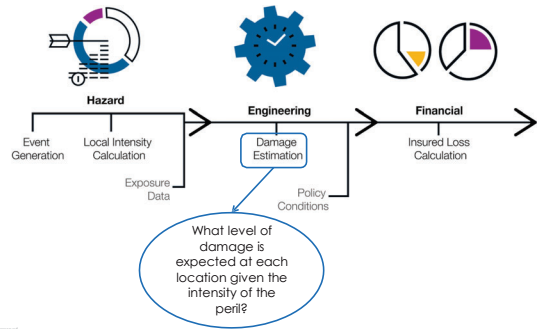 Hazard
Engineering
Financial
Event
Generation
Local Intensity
Calculation
Damage
Estimation
Insured Loss
Calculation
Exposure
Data
Policy
Conditions
What level of
damage is
expected at each
location given the
intensity of the
peril?